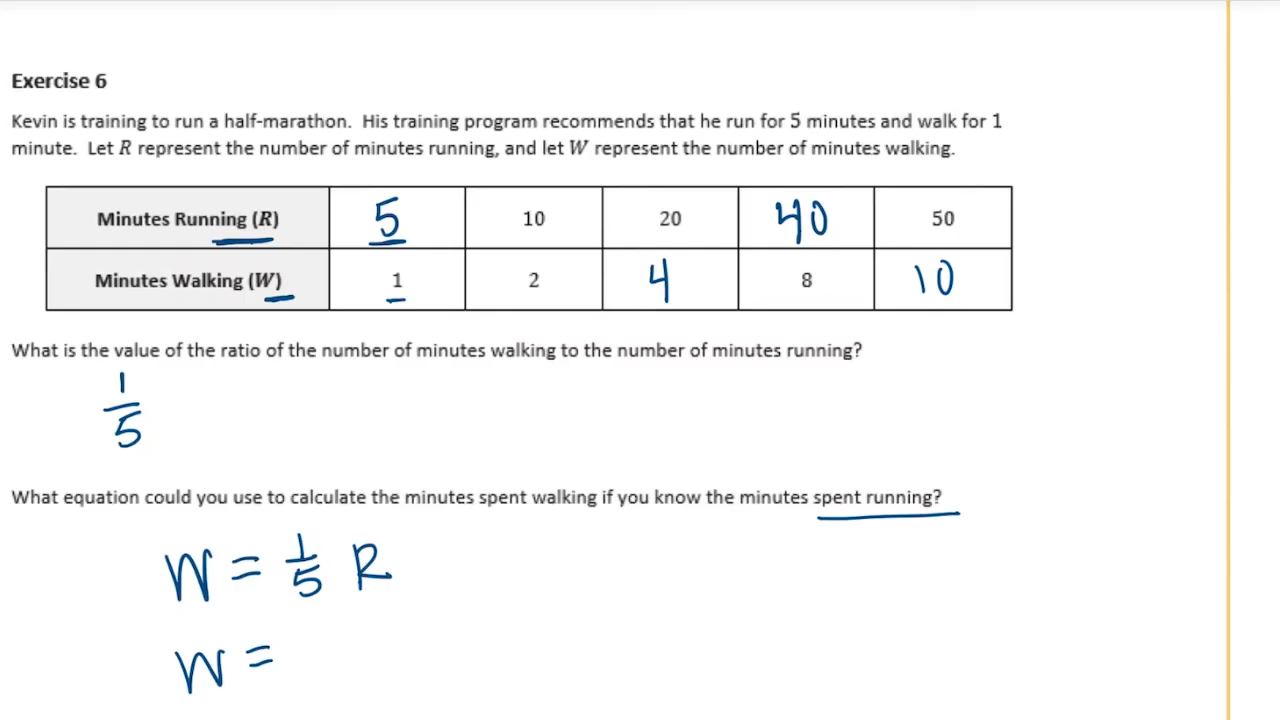 Exercise 6
Kevin is training to run a half-marathon. His training program recommends that he run for 5 minutes and walk for 1
minute. Let R represent the number of minutes running, and let W represent the number of minutes walking.
Minutes Running (R) 5 10 20 40 50
Minutes Walking (W) 1 2 4 8 10
What is the value of the ratio of the number of minutes walking to the number of minutes running?
1/5
What equation could you use to calculate the minutes spent walking if you know the minutes spent running?
W = 1/5 R
W =